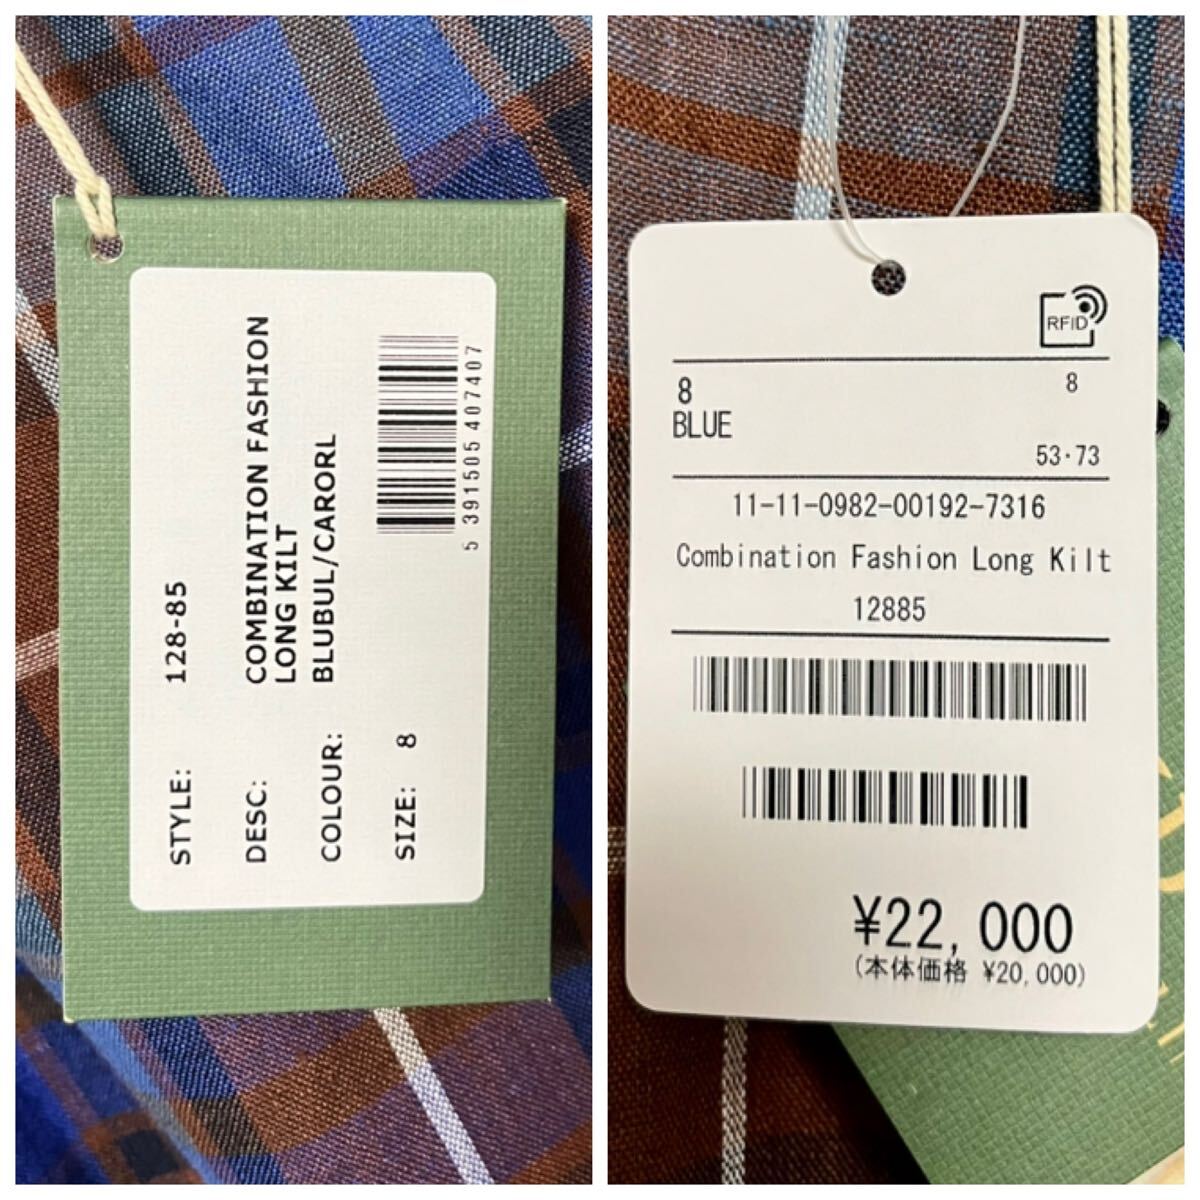 STYLE: 128-85
DESC: COMBINATION FASHION
LONG KILT
COLOUR: BLUBUL/CARORL
SIZE: 8
5 391505 407407
RFID
8 8
BLUE
53・73
11-11-0982-00192-7316
Combination Fashion Long Kilt
12885
¥22,000
(本体価格 ¥20,000)